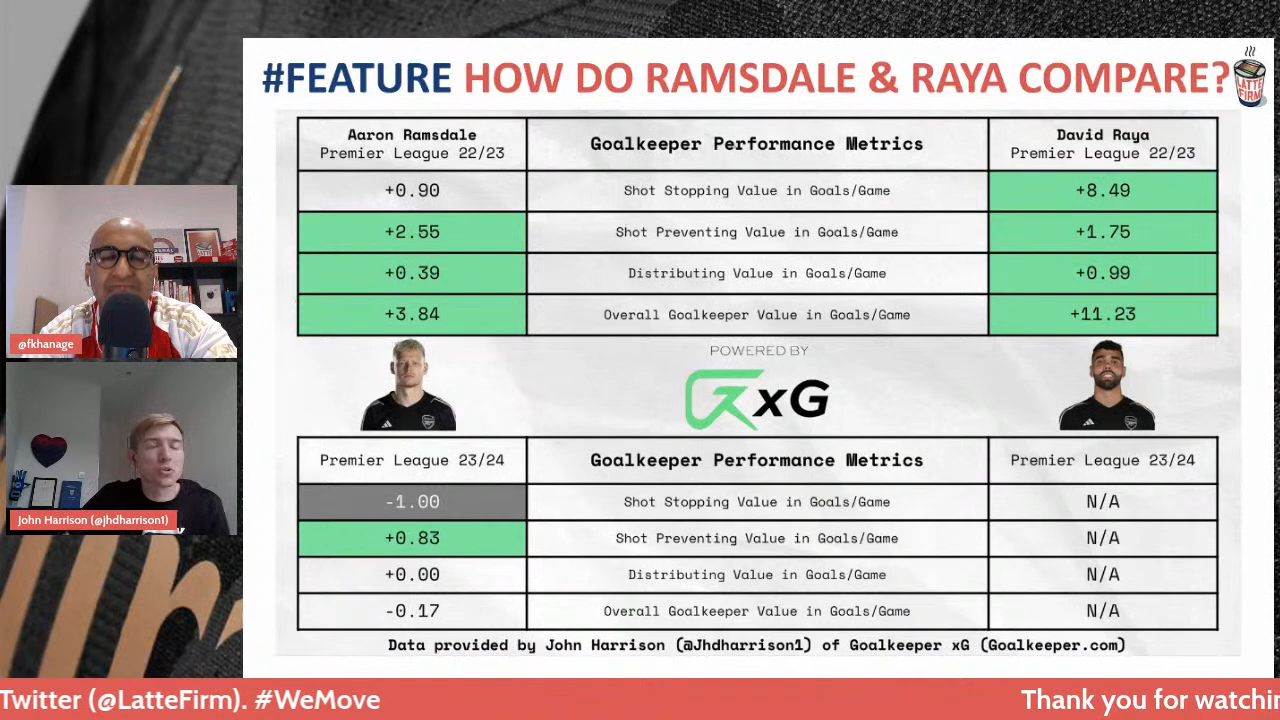 #FEATURE HOW DO RAMSDALE & RAYA COMPARE?
LATTE
FIRM
Aaron Ramsdale
Premier League 22/23
Goalkeeper Performance Metrics
David Raya
Premier League 22/23
+0.90
Shot Stopping Value in Goals/Game
+8.49
+2.55
Shot Preventing Value in Goals/Game
+1.75
+0.39
Distributing Value in Goals/Game
+0.99
+3.84
Overall Goalkeeper Value in Goals/Game
+11.23
POWERED BY
xG
Premier League 23/24
Goalkeeper Performance Metrics
Premier League 23/24
-1.00
Shot Stopping Value in Goals/Game
N/A
+0.83
Shot Preventing Value in Goals/Game
N/A
+0.00
Distributing Value in Goals/Game
N/A
-0.17
Overall Goalkeeper Value in Goals/Game
N/A
Data provided by John Harrison (@Jhdharrison1) of Goalkeeper xG (Goalkeeper.com)
@fkhanage
John Harrison (@jhdharrison1)
Twitter (@LatteFirm). #WeMove
Thank you for watchin